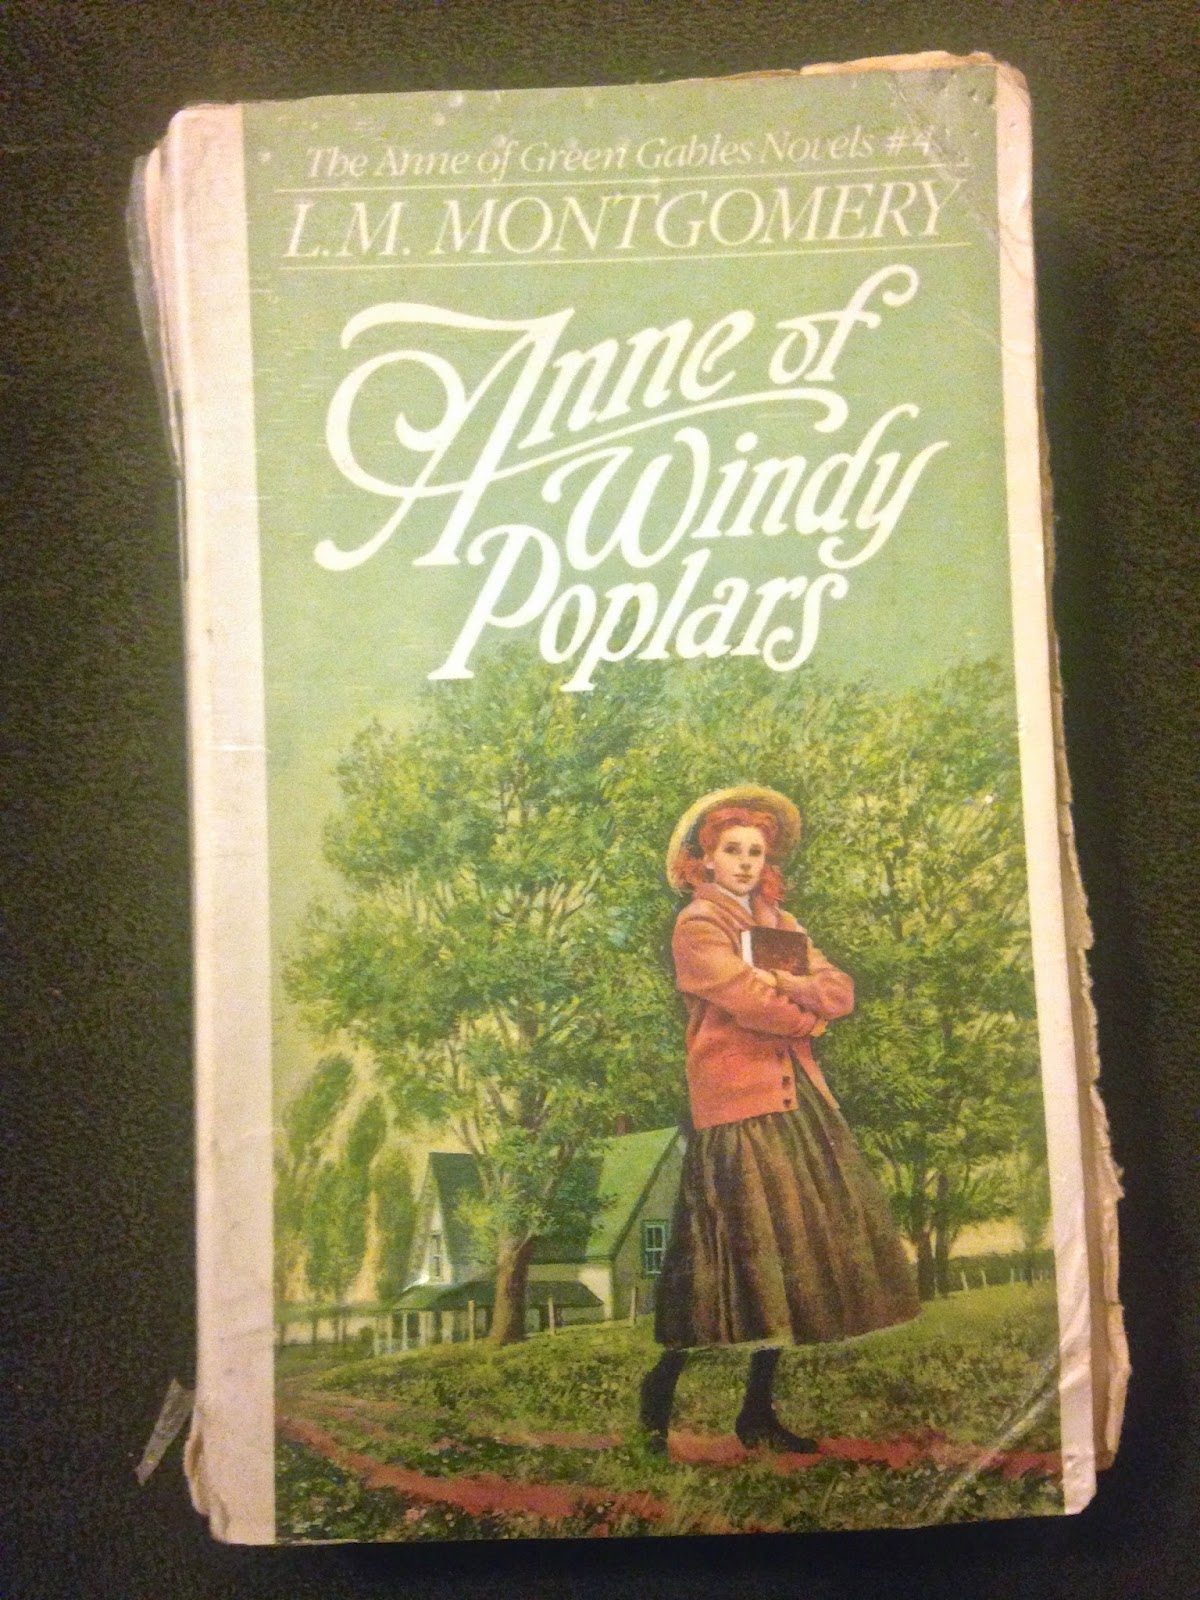 The Anne of Green Gables Novels #4
L.M. MONTGOMERY
Anne of
Windy
Poplars